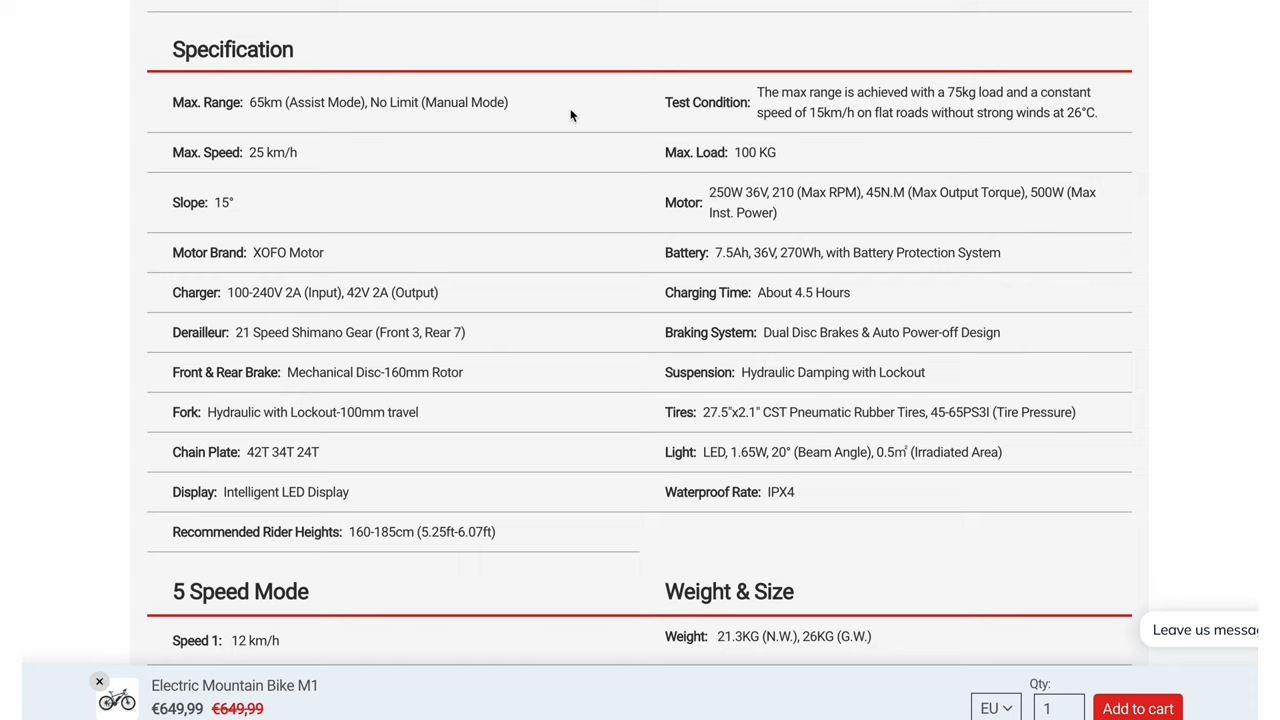 Specification
Max. Range: 65km (Assist Mode), No Limit (Manual Mode)
Test Condition: The max range is achieved with a 75kg load and a constant
speed of 15km/h on flat roads without strong winds at 26°C.
Max. Speed: 25 km/h
Max. Load: 100 KG
Slope: 15°
Motor: 250W 36V, 210 (Max RPM), 45N.M (Max Output Torque), 500W (Max
Inst. Power)
Motor Brand: XOFO Motor
Battery: 7.5Ah, 36V, 270Wh, with Battery Protection System
Charger: 100-240V 2A (Input), 42V 2A (Output)
Charging Time: About 4.5 Hours
Derailleur: 21 Speed Shimano Gear (Front 3, Rear 7)
Braking System: Dual Disc Brakes & Auto Power-off Design
Front & Rear Brake: Mechanical Disc-160mm Rotor
Suspension: Hydraulic Damping with Lockout
Fork: Hydraulic with Lockout-100mm travel
Tires: 27.5"x2.1" CST Pneumatic Rubber Tires, 45-65PS3I (Tire Pressure)
Chain Plate: 42T 34T 24T
Light: LED, 1.65W, 20° (Beam Angle), 0.5㎡ (Irradiated Area)
Display: Intelligent LED Display
Waterproof Rate: IPX4
Recommended Rider Heights: 160-185cm (5.25ft-6.07ft)
5 Speed Mode
Weight & Size
Speed 1: 12 km/h
Weight: 21.3KG (N.W.), 26KG (G.W.)
Leave us messa
Electric Mountain Bike M1
€649,99 €649,99
Qty:
EU
1
Add to cart